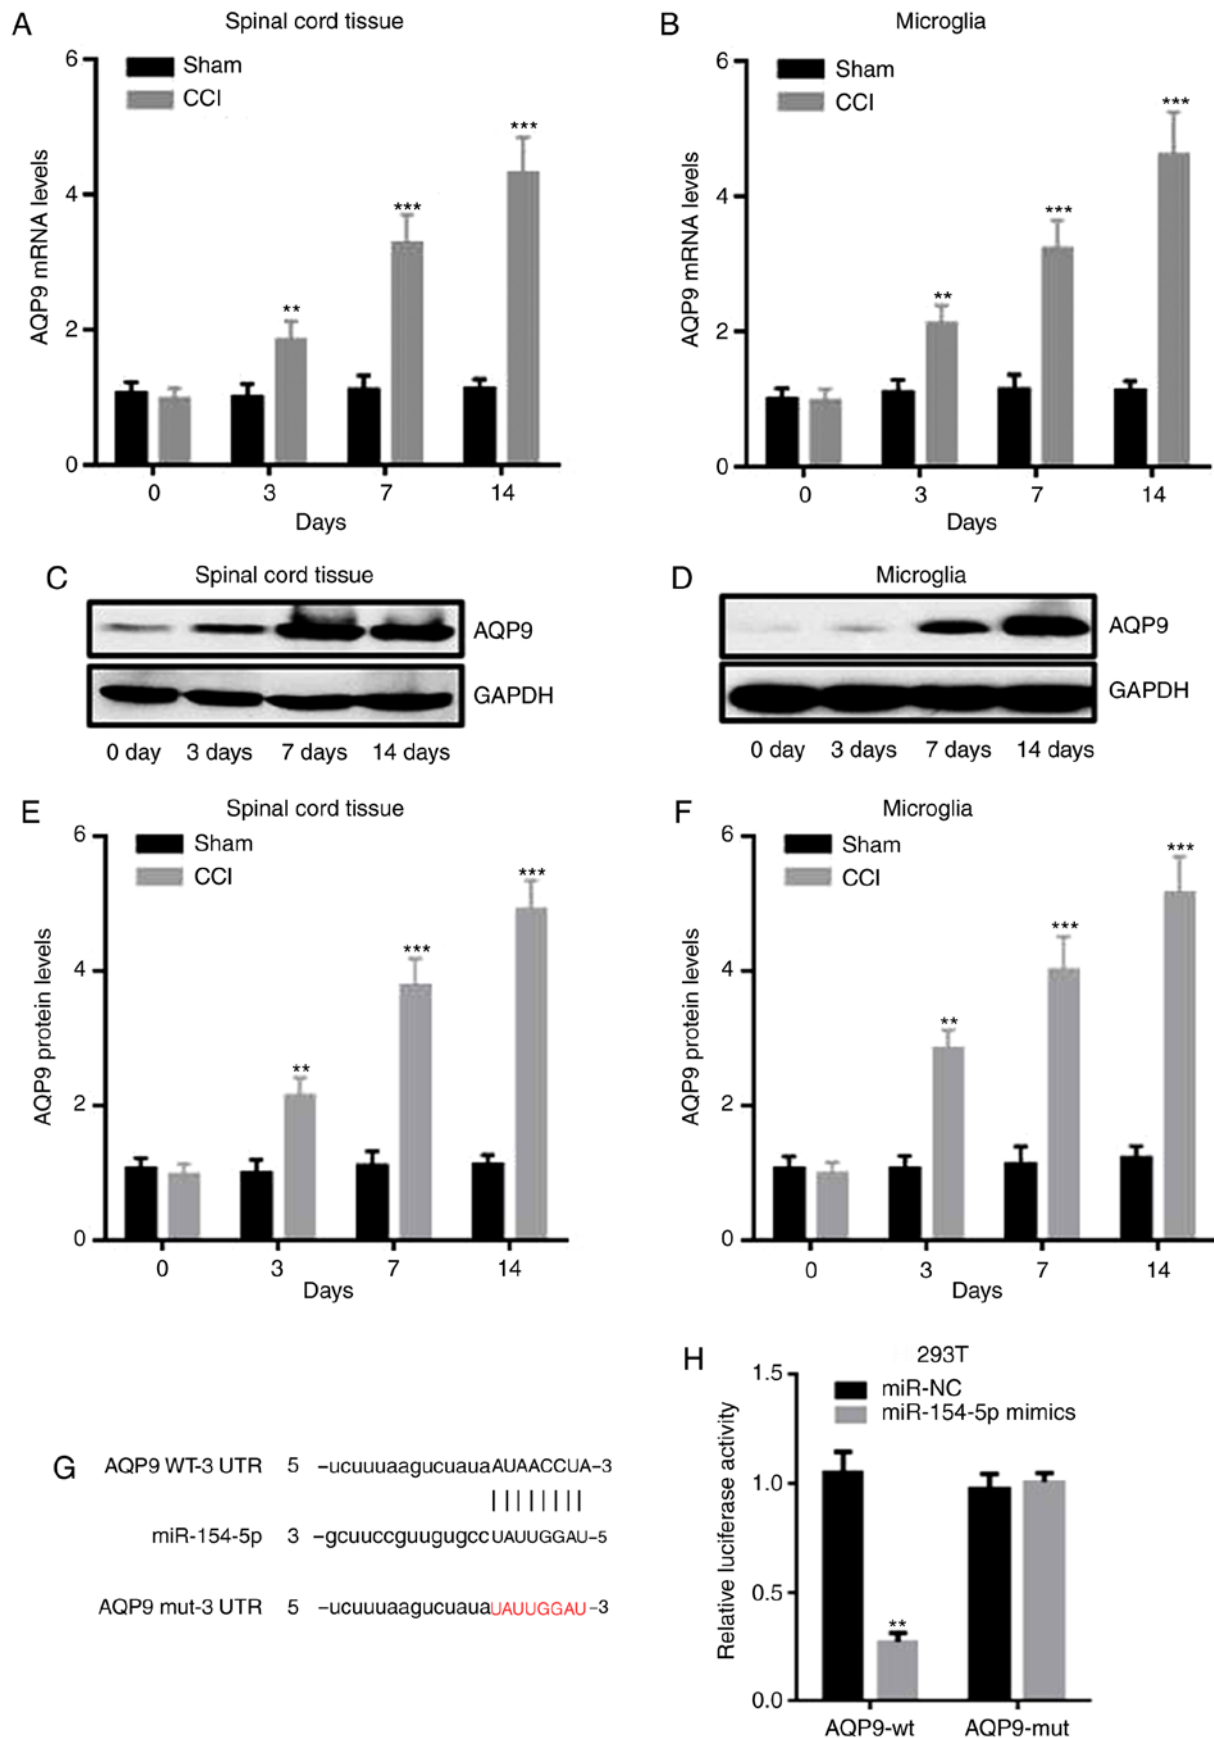 A
Spinal cord tissue
Sham
CCI
AQP9 mRNA levels
6
4
2
0
**
***
***
0 3 7 14
Days
B
Microglia
Sham
CCI
AQP9 mRNA levels
6
4
2
0
**
***
***
0 3 7 14
Days
C
Spinal cord tissue
AQP9
GAPDH
0 day 3 days 7 days 14 days
D
Microglia
AQP9
GAPDH
0 day 3 days 7 days 14 days
E
Spinal cord tissue
Sham
CCI
AQP9 protein levels
6
4
2
0
**
***
***
0 3 7 14
Days
F
Microglia
Sham
CCI
AQP9 protein levels
6
4
2
0
**
***
***
0 3 7 14
Days
G
AQP9 WT-3 UTR 5 –ucuuuaagucuauaAUAACCUA–3
miR-154-5p 3 –gcuuccguugugccUAUUGGAU–5
AQP9 mut-3 UTR 5 –ucuuuaagucuauaUAUUGGAU–3
H
293T
miR-NC
miR-154-5p mimics
Relative luciferase activity
1.5
1.0
0.5
0.0
**
AQP9-wt AQP9-mut